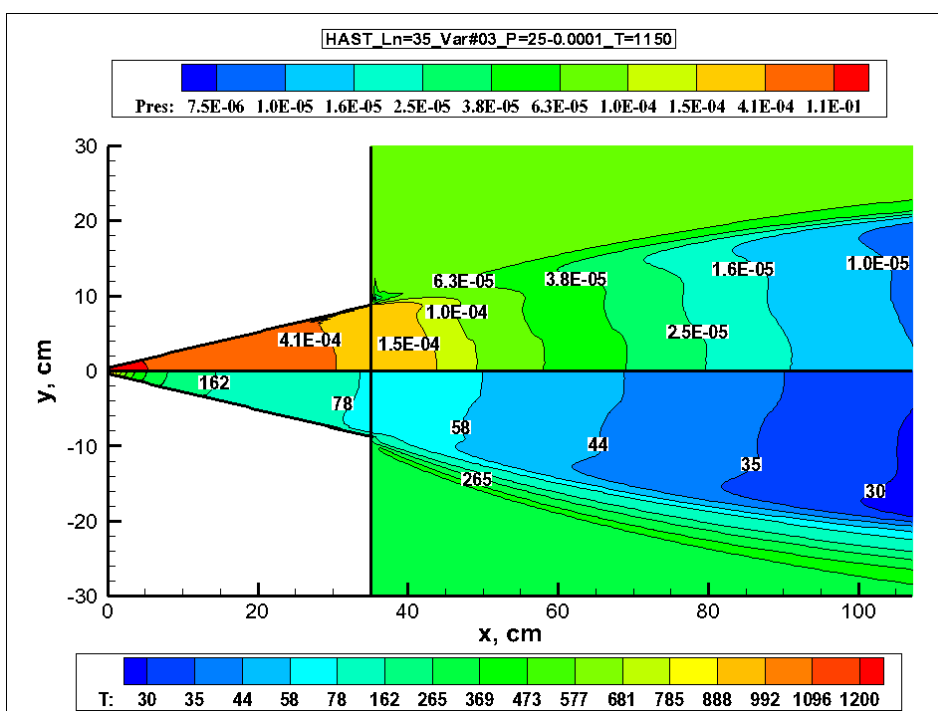 HAST_Ln=35_Var#03_P=25-0.0001_T=1150
Pres: 7.5E-06 1.0E-05 1.6E-05 2.5E-05 3.8E-05 6.3E-05 1.0E-04 1.5E-04 4.1E-04 1.1E-01
30
20
10
0
-10
-20
-30
y, cm
6.3E-05
3.8E-05
1.6E-05
1.0E-05
1.0E-04
4.1E-04
1.5E-04
2.5E-05
162
78
58
44
35
30
265
0 20 40 60 80 100
x, cm
T: 30 35 44 58 78 162 265 369 473 577 681 785 888 992 1096 1200